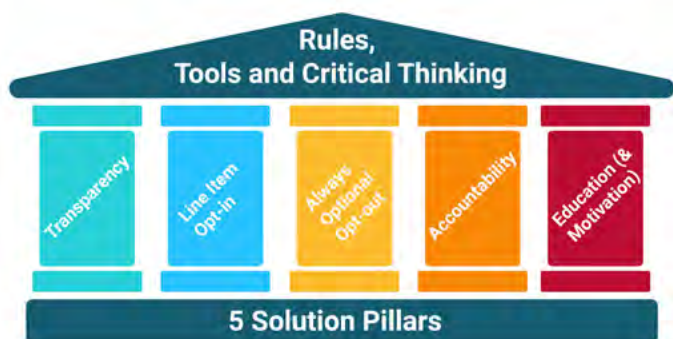 Rules,
Tools and Critical Thinking
Transparency
Line Item
Opt-in
Always
Optional
Opt-out
Accountability
Education (&
Motivation)
5 Solution Pillars